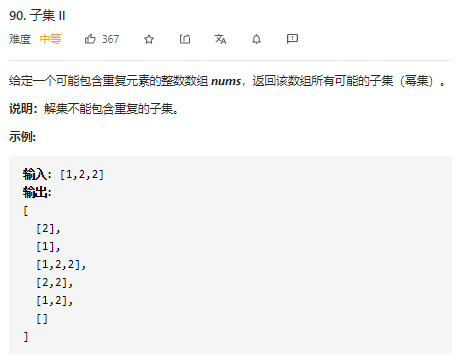 90. 子集 II
难度 中等 367
给定一个可能包含重复元素的整数数组 nums，返回该数组所有可能的子集（幂集）。
说明：解集不能包含重复的子集。
示例:
输入: [1,2,2]
输出:
[
  [2],
  [1],
  [1,2,2],
  [2,2],
  [1,2],
  []
]